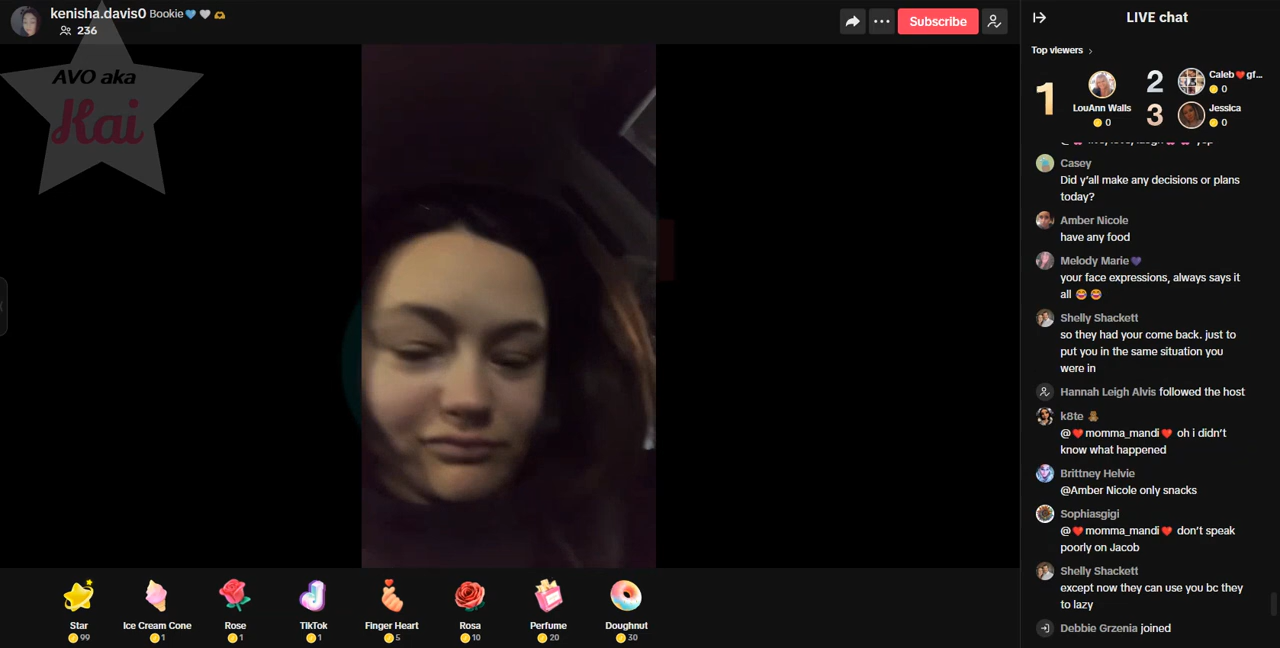 kenisha.davis0 Bookie💙🤍🫶
236
Subscribe
AVO aka
Kai
LIVE chat
Top viewers
1
LouAnn Walls
0
2
Caleb❤️gf...
0
3
Jessica
0
Casey
Did y'all make any decisions or plans
today?
Amber Nicole
have any food
Melody Marie💜
your face expressions, always says it
all 😂 😂
Shelly Shackett
so they had your come back. just to
put you in the same situation you
were in
Hannah Leigh Alvis followed the host
k8te 🧸
@❤️momma_mandi❤️ oh i didn't
know what happened
Brittney Helvie
@Amber Nicole only snacks
Sophiasgigi
@❤️momma_mandi❤️ don't speak
poorly on Jacob
Shelly Shackett
except now they can use you bc they
to lazy
Debbie Grzenia joined
Star
99
Ice Cream Cone
1
Rose
1
TikTok
1
Finger Heart
5
Rosa
10
Perfume
20
Doughnut
30